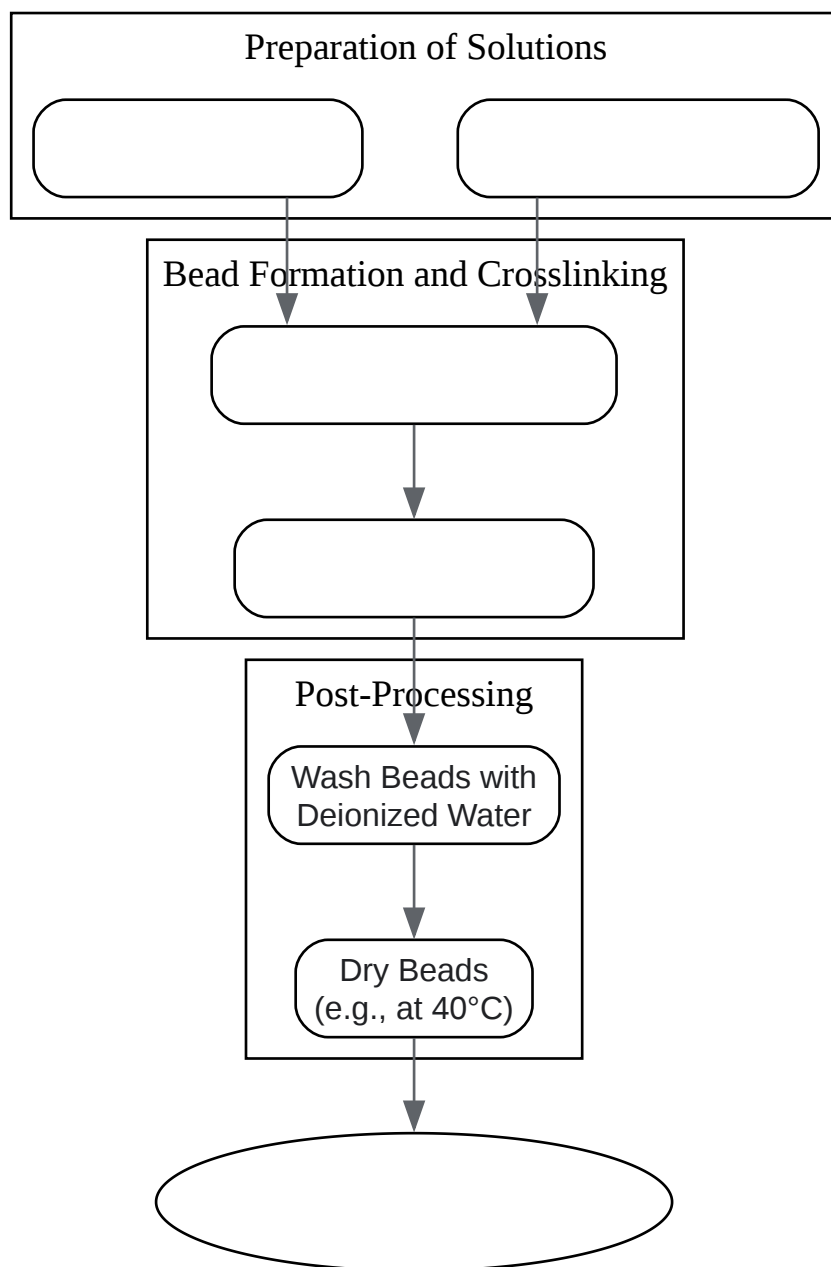 Preparation of Solutions
Bead Formation and Crosslinking
Post-Processing
Wash Beads with
Deionized Water
Dry Beads
(e.g., at 40°C)